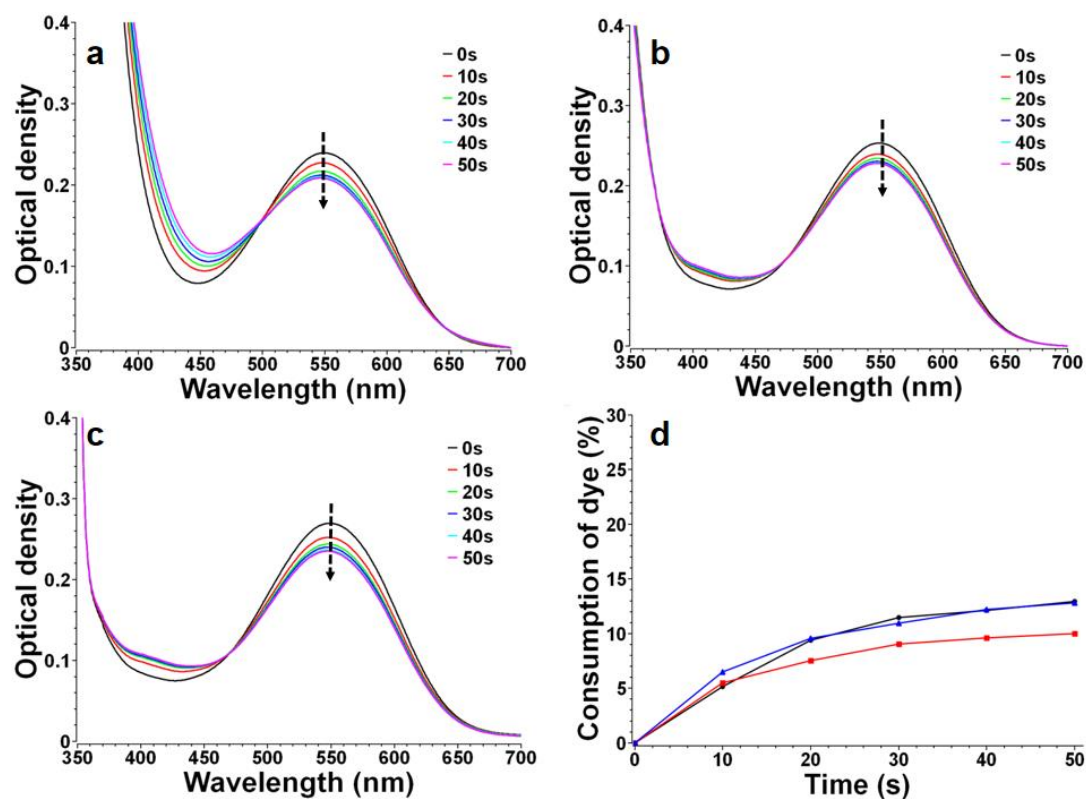 a
0.4
0.3
0.2
0.1
0
Optical density
0s
10s
20s
30s
40s
50s
350 400 450 500 550 600 650 700
Wavelength (nm)
b
0.4
0.3
0.2
0.1
0
Optical density
0s
10s
20s
30s
40s
50s
350 400 450 500 550 600 650 700
Wavelength (nm)
c
0.4
0.3
0.2
0.1
0
Optical density
0s
10s
20s
30s
40s
50s
350 400 450 500 550 600 650 700
Wavelength (nm)
d
30
25
20
15
10
5
0
Consumption of dye (%)
0 10 20 30 40 50
Time (s)